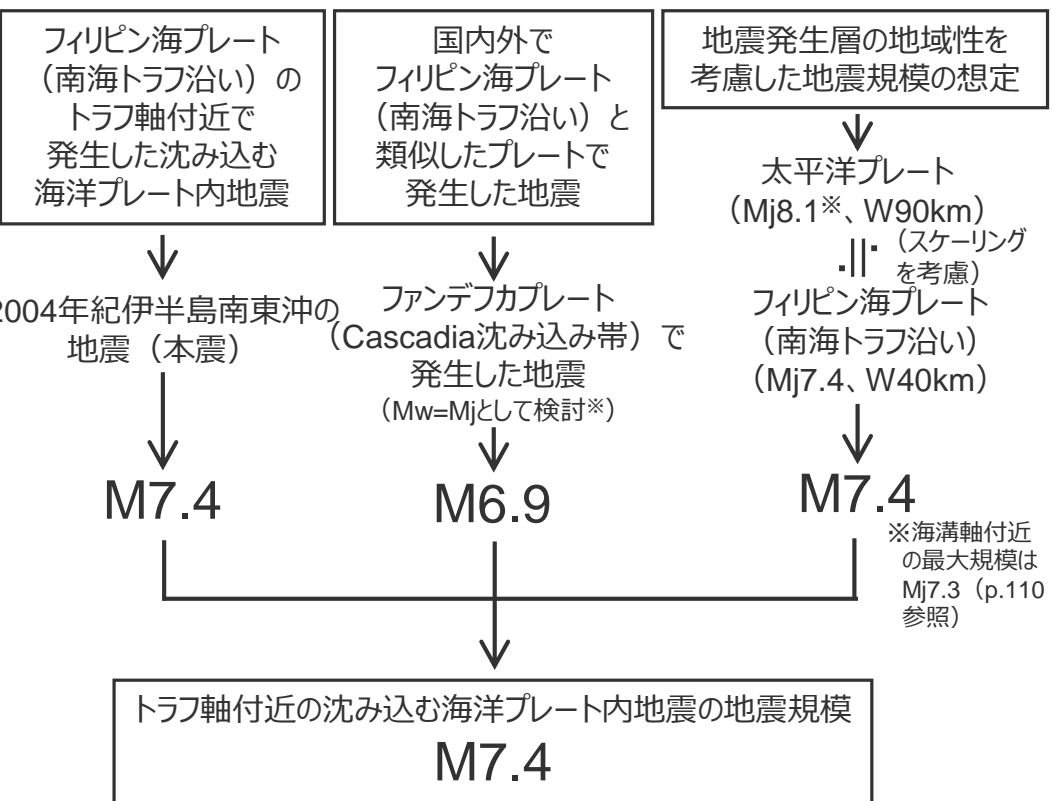 フィリピン海プレート
（南海トラフ沿い）の
トラフ軸付近で
発生した沈み込む
海洋プレート内地震
2004年紀伊半島南東沖の
地震（本震）
M7.4
国内外で
フィリピン海プレート
（南海トラフ沿い）と
類似したプレートで
発生した地震
ファンデフカプレート
（Cascadia沈み込み帯）で
発生した地震
（Mw=Mjとして検討※）
M6.9
地震発生層の地域性を
考慮した地震規模の想定
太平洋プレート
（Mj8.1※、W90km）
（スケーリング
を考慮）
フィリピン海プレート
（南海トラフ沿い）
（Mj7.4、W40km）
M7.4
※海溝軸付近
の最大規模は
Mj7.3（p.110
参照）
トラフ軸付近の沈み込む海洋プレート内地震の地震規模
M7.4